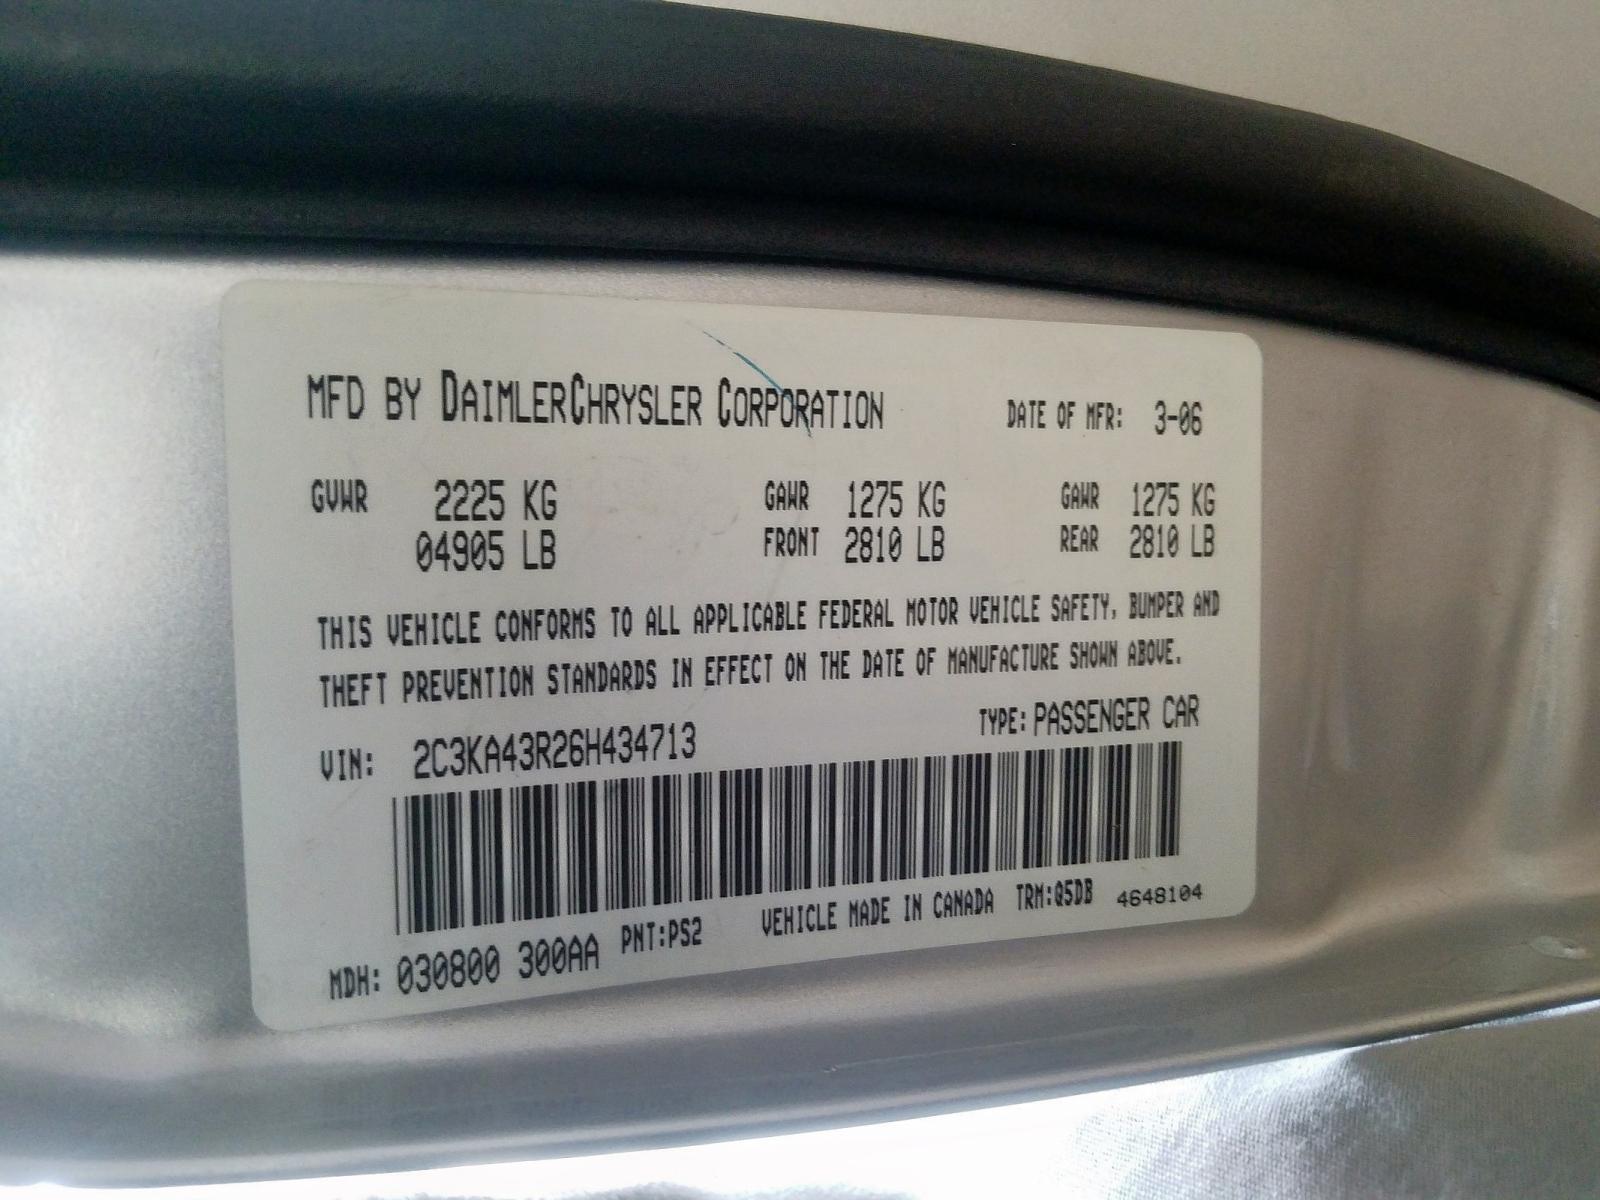 MFD BY DAIMLERCHRYSLER CORPORATION DATE OF MFR: 3-06
GVWR 2225 KG GAWR 1275 KG GAWR 1275 KG
04905 LB FRONT 2810 LB REAR 2810 LB
THIS VEHICLE CONFORMS TO ALL APPLICABLE FEDERAL MOTOR VEHICLE SAFETY, BUMPER AND
THEFT PREVENTION STANDARDS IN EFFECT ON THE DATE OF MANUFACTURE SHOWN ABOVE.
VIN: 2C3KA43R26H434713 TYPE: PASSENGER CAR
MDH: 030800 300AA PNT:PS2 VEHICLE MADE IN CANADA TRM:Q5DB 4648104